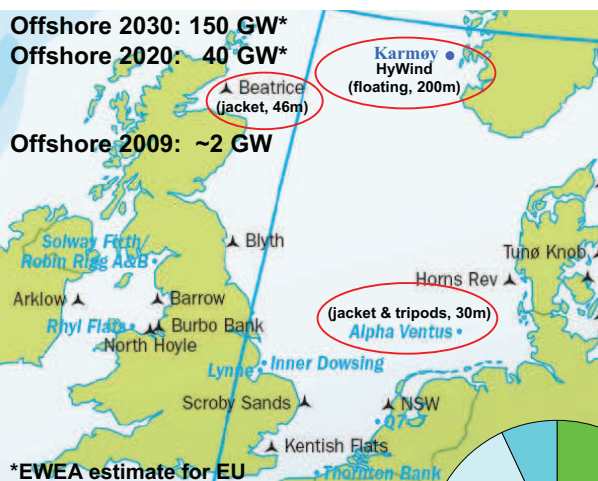 Offshore 2030: 150 GW*
Offshore 2020: 40 GW*
Karmøy
HyWind
(floating, 200m)
Beatrice
(jacket, 46m)
Offshore 2009: ~2 GW
Solway Firth/
Robin Rigg A&B
Blyth
Tunø Knob
Horns Rev
Arklow
Barrow
(jacket & tripods, 30m)
Rhyl Flats
Burbo Bank
Alpha Ventus
North Hoyle
Inner Dowsing
Lynne
Scroby Sands
NSW
Q7
Kentish Flats
*EWEA estimate for EU
Thornton Bank